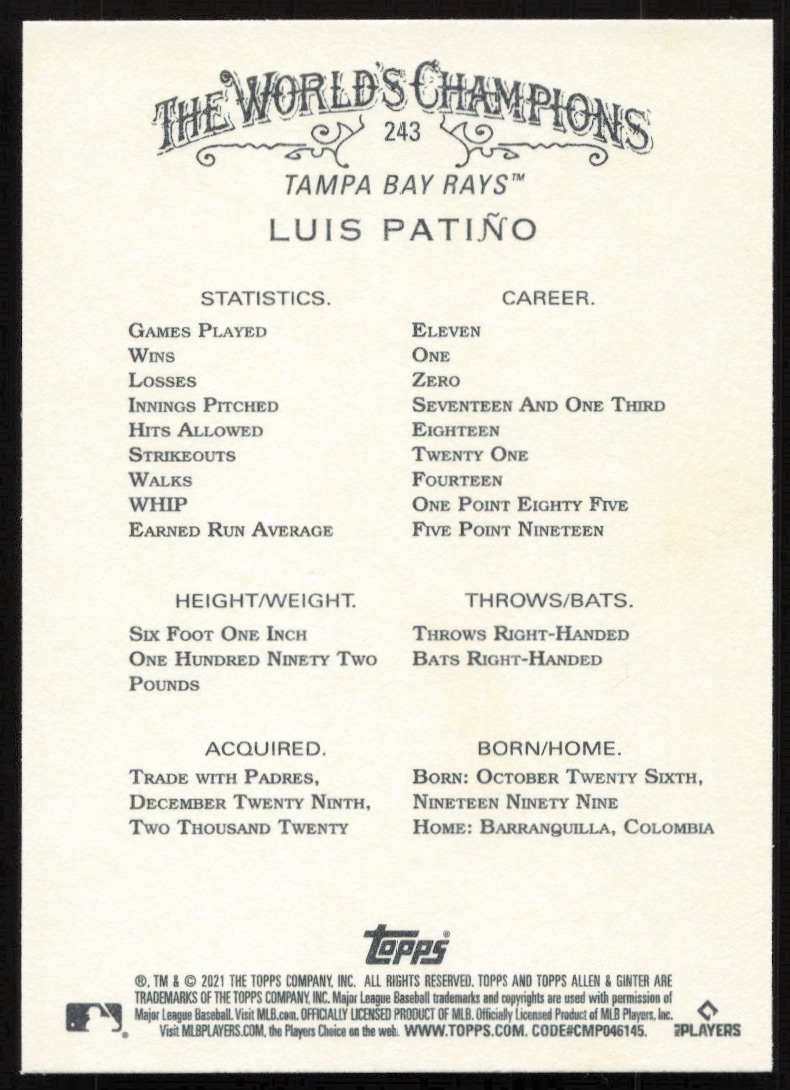 THE WORLD'S CHAMPIONS
243
TAMPA BAY RAYS™
LUIS PATIÑO
STATISTICS. CAREER.
GAMES PLAYED ELEVEN
WINS ONE
LOSSES ZERO
INNINGS PITCHED SEVENTEEN AND ONE THIRD
HITS ALLOWED EIGHTEEN
STRIKEOUTS TWENTY ONE
WALKS FOURTEEN
WHIP ONE POINT EIGHTY FIVE
EARNED RUN AVERAGE FIVE POINT NINETEEN
HEIGHT/WEIGHT.
SIX FOOT ONE INCH
ONE HUNDRED NINETY TWO
POUNDS
THROWS/BATS.
THROWS RIGHT-HANDED
BATS RIGHT-HANDED
ACQUIRED.
TRADE WITH PADRES,
DECEMBER TWENTY NINTH,
TWO THOUSAND TWENTY
BORN/HOME.
BORN: OCTOBER TWENTY SIXTH,
NINETEEN NINETY NINE
HOME: BARRANQUILLA, COLOMBIA
topps®
®, TM & © 2021 THE TOPPS COMPANY, INC. ALL RIGHTS RESERVED. TOPPS AND TOPPS ALLEN & GINTER ARE
TRADEMARKS OF THE TOPPS COMPANY, INC. Major League Baseball trademarks and copyrights are used with permission of
Major League Baseball. Visit MLB.com. OFFICIALLY LICENSED PRODUCT OF MLB. Officially Licensed Product of MLB Players, Inc.
Visit MLBPLAYERS.COM, the Players Choice on the web. WWW.TOPPS.COM. CODE#CMP046145.
PLAYERS